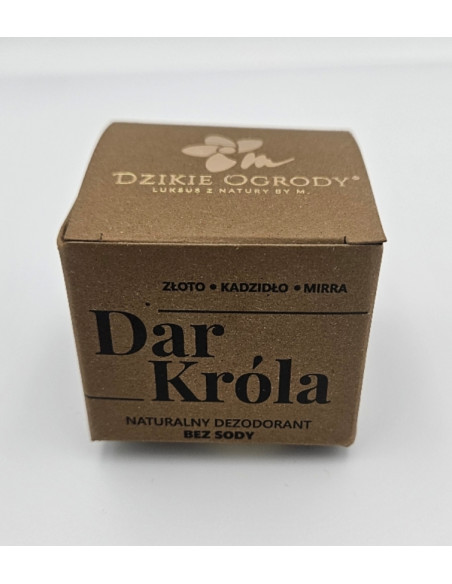 DZIKIE OGRODY®
LUKSUS Z NATURY BY M.
ZŁOTO • KADZIDŁO • MIRRA
Dar
Króla
NATURALNY DEZODORANT
BEZ SODY